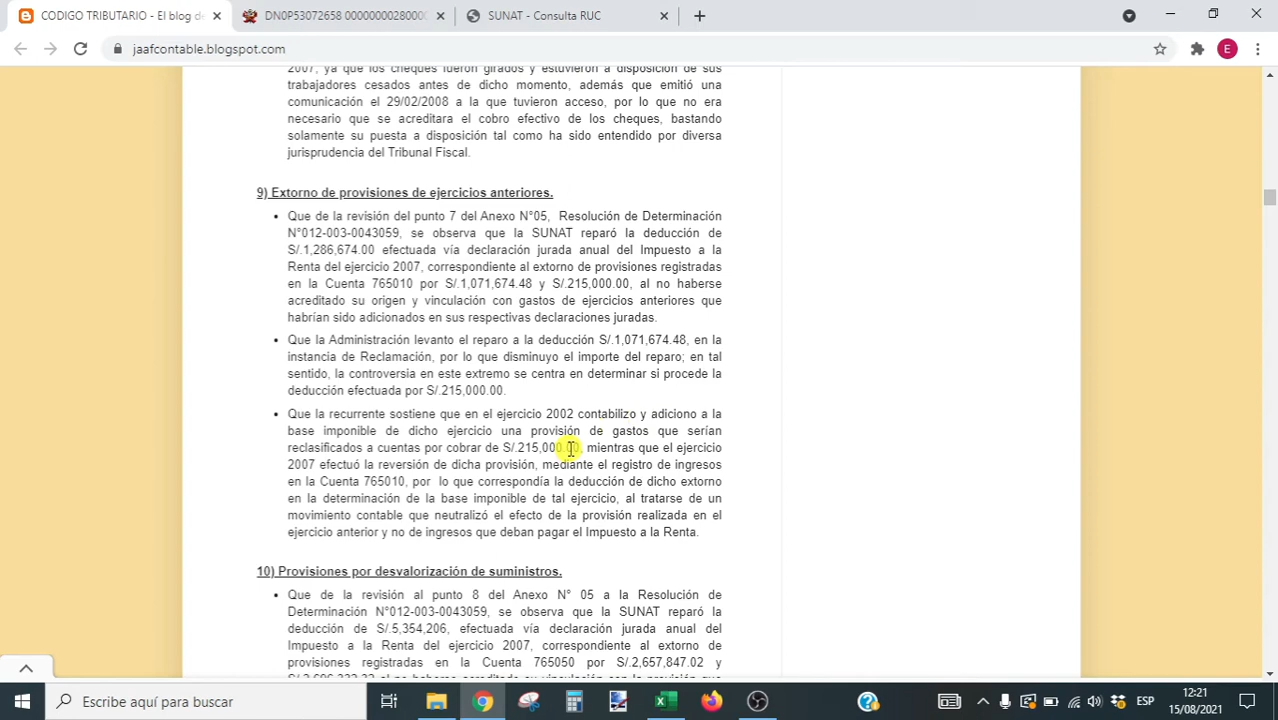 CODIGO TRIBUTARIO - El blog de
DN0P53072658 00000000280000
SUNAT - Consulta RUC
jaafcontable.blogspot.com
E
2007, ya que los cheques fueron girados y estuvieron a disposición de sus
trabajadores cesados antes de dicho momento, además que emitió una
comunicación el 29/02/2008 a la que tuvieron acceso, por lo que no era
necesario que se acreditara el cobro efectivo de los cheques, bastando
solamente su puesta a disposición tal como ha sido entendido por diversa
jurisprudencia del Tribunal Fiscal.
9) Extorno de provisiones de ejercicios anteriores.
• Que de la revisión del punto 7 del Anexo N°05, Resolución de Determinación
N°012-003-0043059, se observa que la SUNAT reparó la deducción de
S/.1,286,674.00 efectuada vía declaración jurada anual del Impuesto a la
Renta del ejercicio 2007, correspondiente al extorno de provisiones registradas
en la Cuenta 765010 por S/.1,071,674.48 y S/.215,000.00, al no haberse
acreditado su origen y vinculación con gastos de ejercicios anteriores que
habrían sido adicionados en sus respectivas declaraciones juradas.
• Que la Administración levanto el reparo a la deducción S/.1,071,674.48, en la
instancia de Reclamación, por lo que disminuyo el importe del reparo; en tal
sentido, la controversia en este extremo se centra en determinar si procede la
deducción efectuada por S/.215,000.00.
• Que la recurrente sostiene que en el ejercicio 2002 contabilizo y adiciono a la
base imponible de dicho ejercicio una provisión de gastos que serían
reclasificados a cuentas por cobrar de S/.215,000.00, mientras que el ejercicio
2007 efectuó la reversión de dicha provisión, mediante el registro de ingresos
en la Cuenta 765010, por lo que correspondía la deducción de dicho extorno
en la determinación de la base imponible de tal ejercicio, al tratarse de un
movimiento contable que neutralizó el efecto de la provisión realizada en el
ejercicio anterior y no de ingresos que deban pagar el Impuesto a la Renta.
10) Provisiones por desvalorización de suministros.
• Que de la revisión al punto 8 del Anexo N° 05 a la Resolución de
Determinación N°012-003-0043059, se observa que la SUNAT reparó la
deducción de S/.5,354,206, efectuada vía declaración jurada anual del
Impuesto a la Renta del ejercicio 2007, correspondiente al extorno de
provisiones registradas en la Cuenta 765050 por S/.2,657,847.02 y
Escribe aquí para buscar
ESP
12:21
15/08/2021